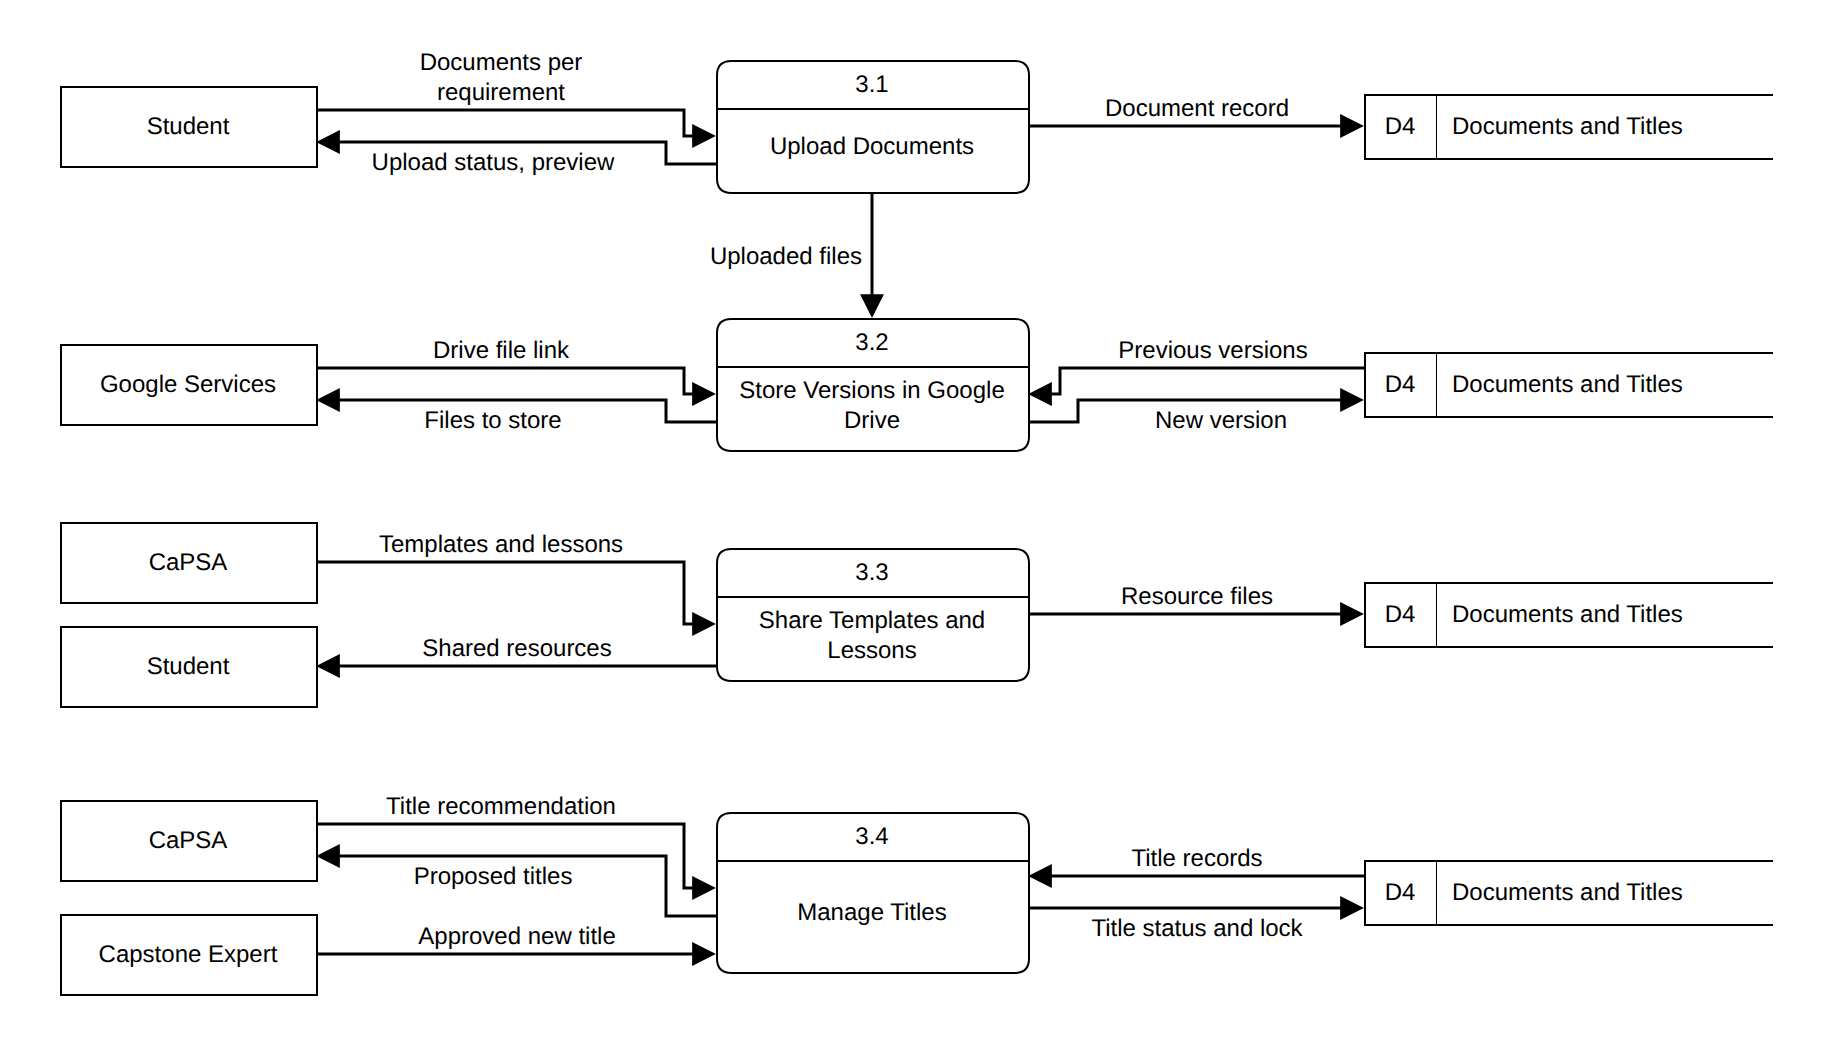 Documents per
requirement
Student
Upload status, preview
3.1
Upload Documents
Document record
D4
Documents and Titles
Uploaded files
Google Services
Drive file link
Files to store
3.2
Store Versions in Google
Drive
Previous versions
New version
D4
Documents and Titles
CaPSA
Templates and lessons
Student
Shared resources
3.3
Share Templates and
Lessons
Resource files
D4
Documents and Titles
CaPSA
Title recommendation
Proposed titles
Capstone Expert
Approved new title
3.4
Manage Titles
Title records
Title status and lock
D4
Documents and Titles